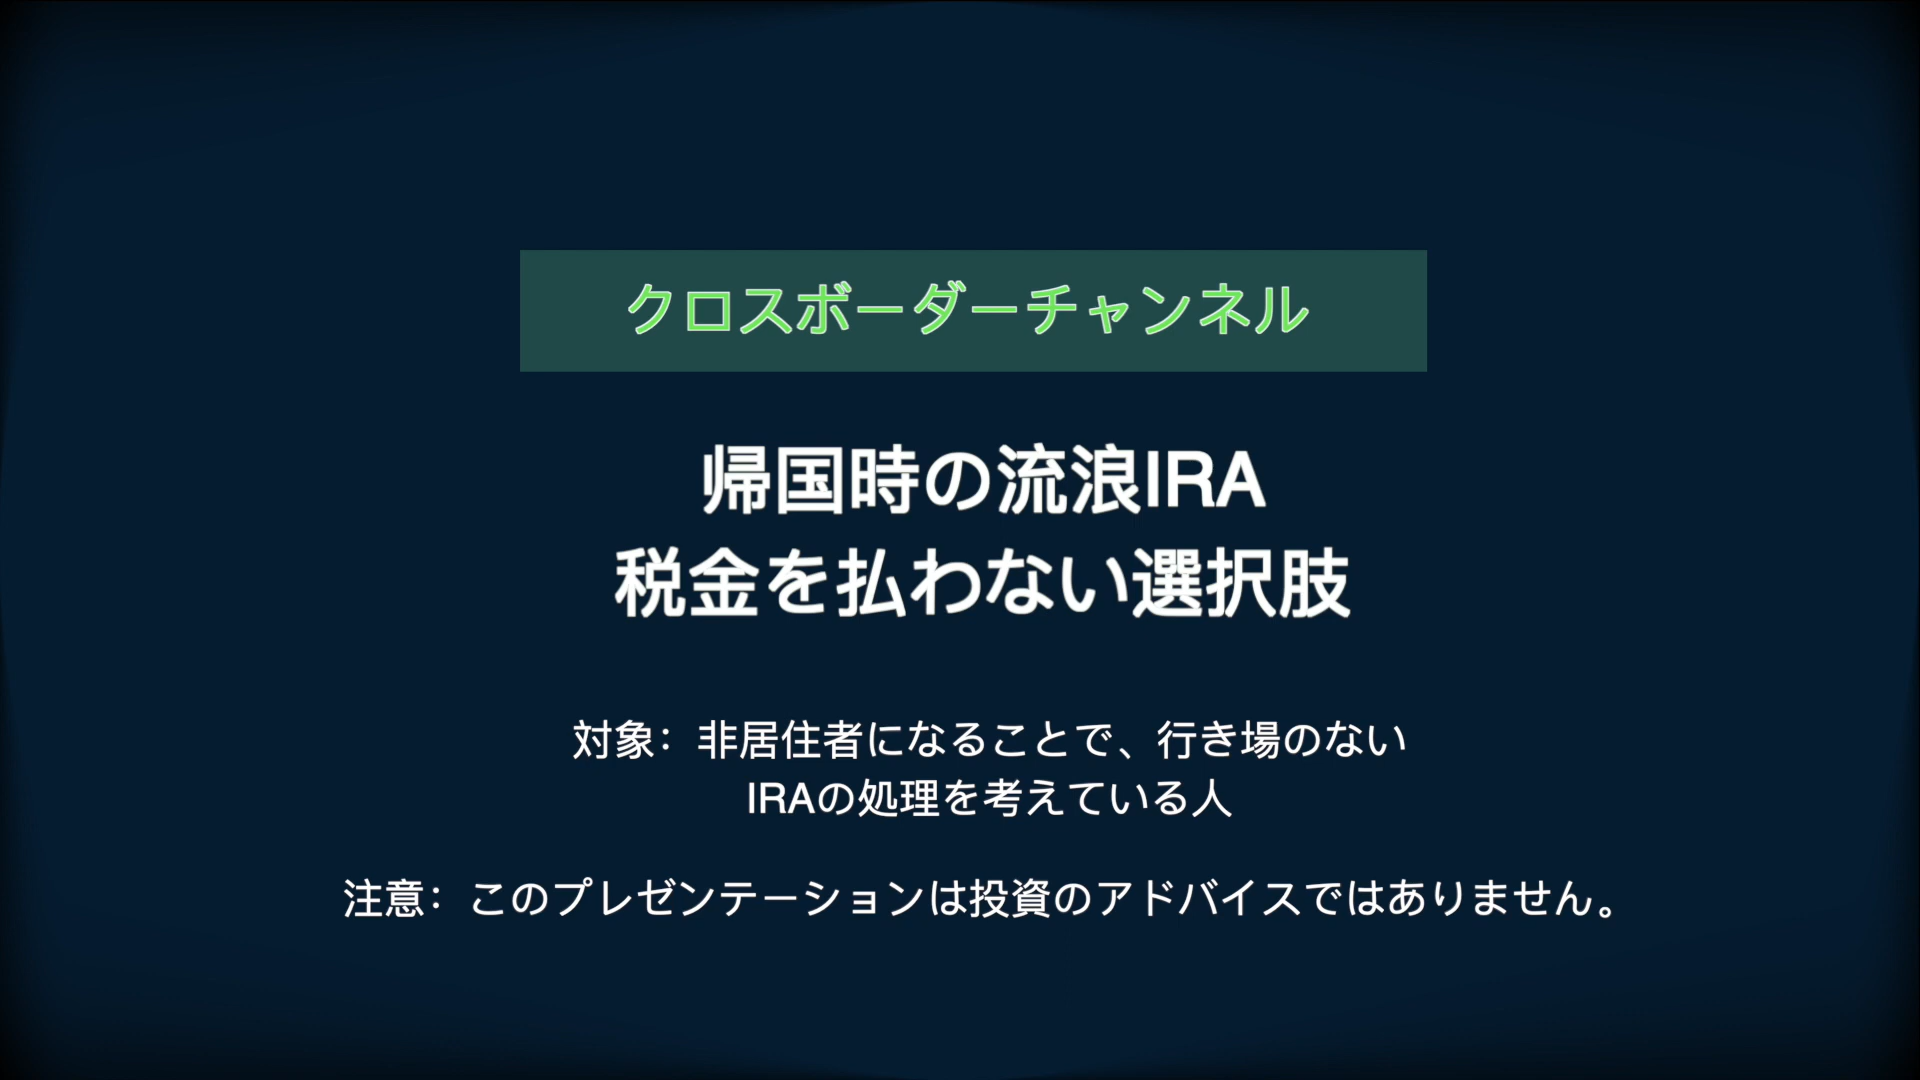 クロスボーダーチャンネル
帰国時の流浪IRA
税金を払わない選択肢
対象：非居住者になることで、行き場のない
IRAの処理を考えている人
注意：このプレゼンテーションは投資のアドバイスではありません。